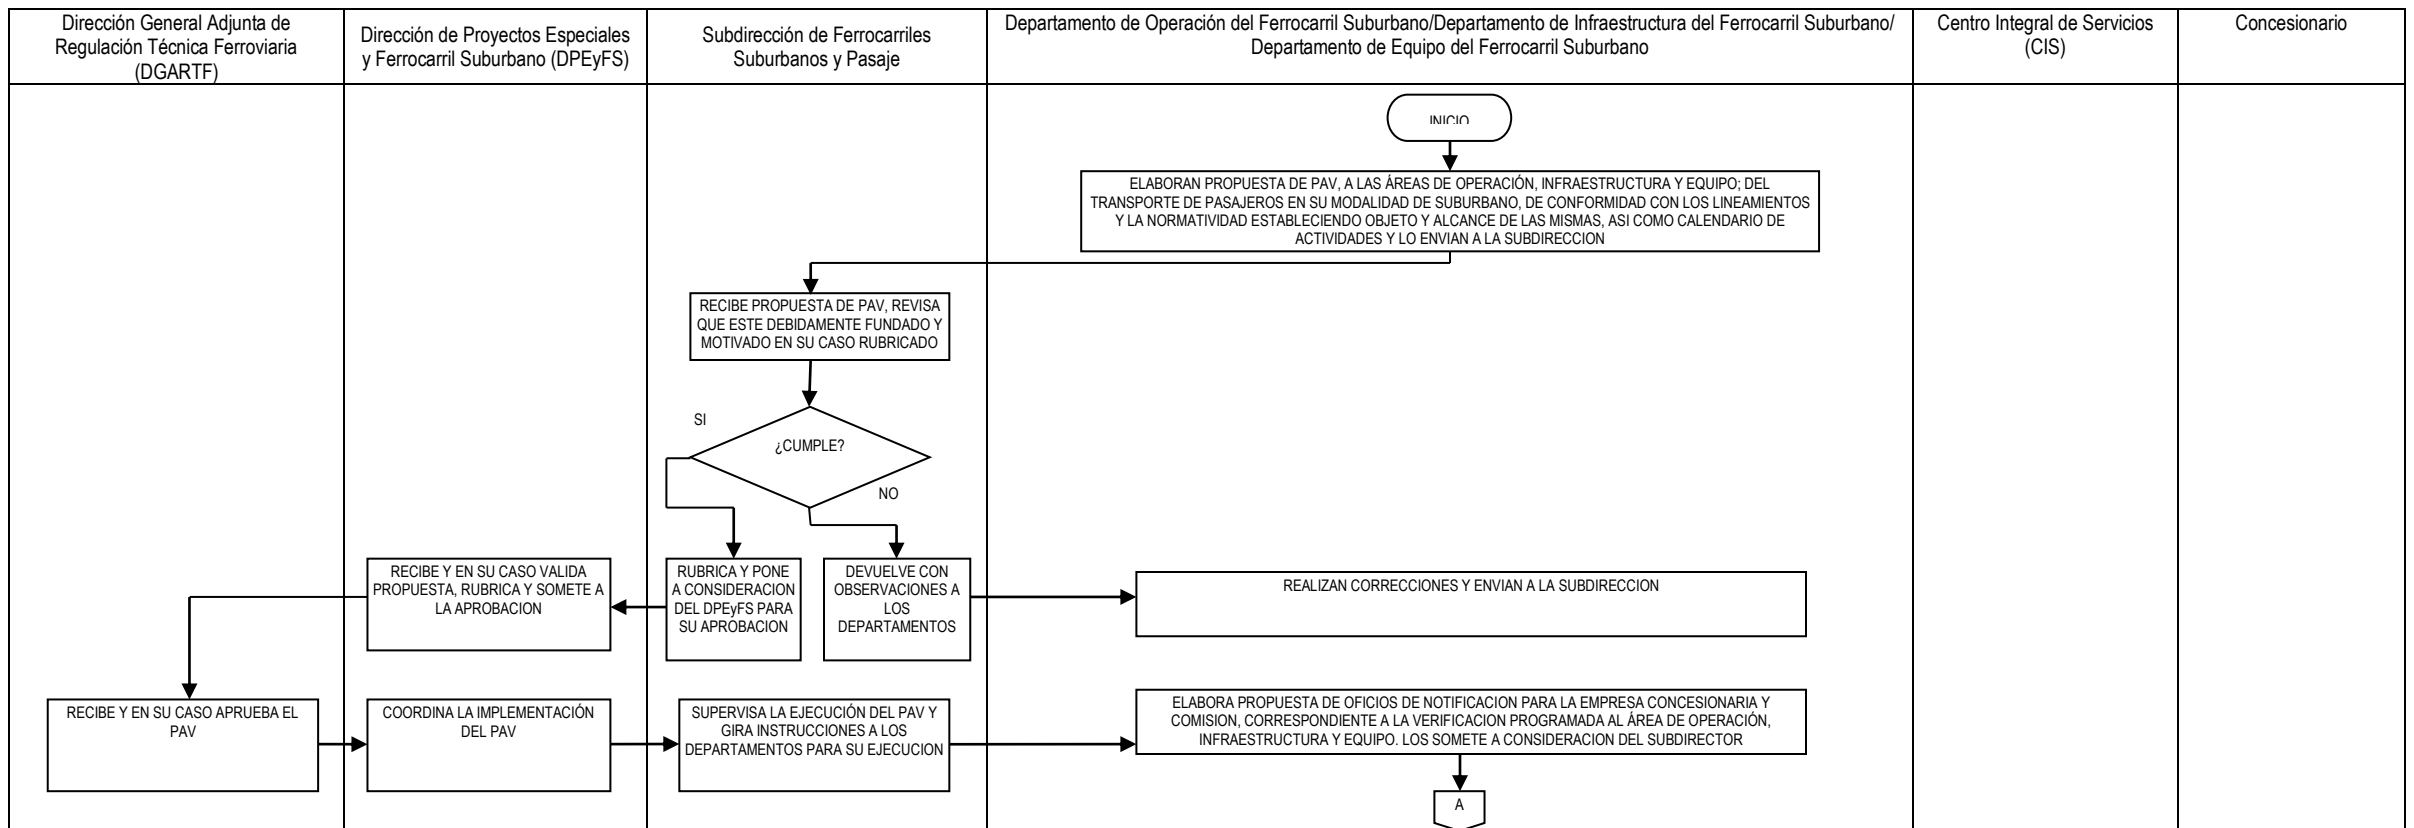 Dirección General Adjunta de
Regulación Técnica Ferroviaria
(DGARTF)
Dirección de Proyectos Especiales
y Ferrocarril Suburbano (DPEyFS)
Subdirección de Ferrocarriles
Suburbanos y Pasaje
Departamento de Operación del Ferrocarril Suburbano/Departamento de Infraestructura del Ferrocarril Suburbano/
Departamento de Equipo del Ferrocarril Suburbano
Centro Integral de Servicios
(CIS)
Concesionario
INICIO
ELABORAN PROPUESTA DE PAV, A LAS ÁREAS DE OPERACIÓN, INFRAESTRUCTURA Y EQUIPO; DEL
TRANSPORTE DE PASAJEROS EN SU MODALIDAD DE SUBURBANO, DE CONFORMIDAD CON LOS LINEAMIENTOS
Y LA NORMATIVIDAD ESTABLECIENDO OBJETO Y ALCANCE DE LAS MISMAS, ASI COMO CALENDARIO DE
ACTIVIDADES Y LO ENVIAN A LA SUBDIRECCION
RECIBE PROPUESTA DE PAV, REVISA
QUE ESTE DEBIDAMENTE FUNDADO Y
MOTIVADO EN SU CASO RUBRICADO
SI
¿CUMPLE?
NO
RECIBE Y EN SU CASO VALIDA
PROPUESTA, RUBRICA Y SOMETE A
LA APROBACION
RUBRICA Y PONE
A CONSIDERACION
DEL DPEyFS PARA
SU APROBACION
DEVUELVE CON
OBSERVACIONES A
LOS
DEPARTAMENTOS
REALIZAN CORRECCIONES Y ENVIAN A LA SUBDIRECCION
RECIBE Y EN SU CASO APRUEBA EL
PAV
COORDINA LA IMPLEMENTACIÓN
DEL PAV
SUPERVISA LA EJECUCIÓN DEL PAV Y
GIRA INSTRUCCIONES A LOS
DEPARTAMENTOS PARA SU EJECUCION
ELABORA PROPUESTA DE OFICIOS DE NOTIFICACION PARA LA EMPRESA CONCESIONARIA Y
COMISION, CORRESPONDIENTE A LA VERIFICACION PROGRAMADA AL ÁREA DE OPERACIÓN,
INFRAESTRUCTURA Y EQUIPO. LOS SOMETE A CONSIDERACION DEL SUBDIRECTOR
A